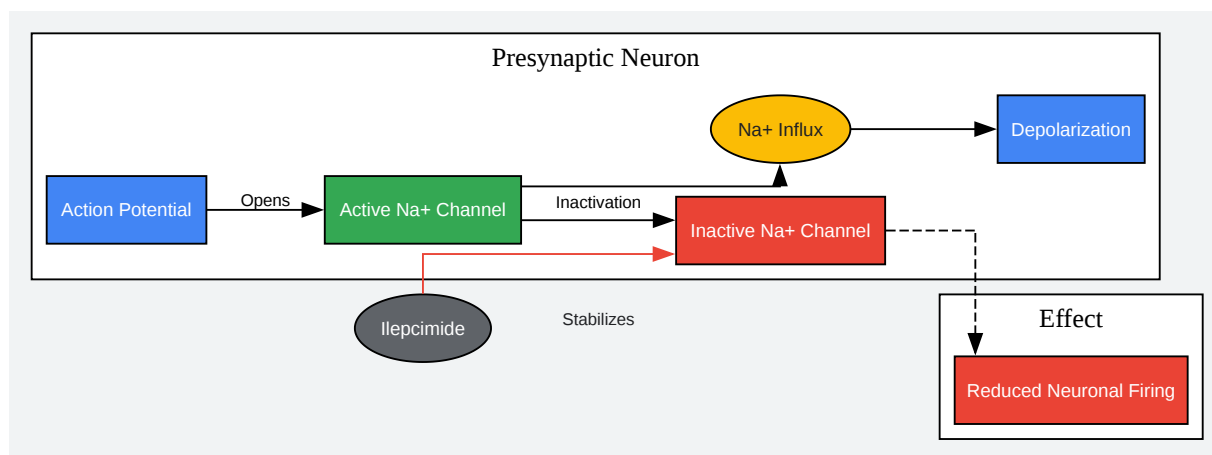 Presynaptic Neuron
Na+ Influx
Depolarization
Action Potential
Opens
Active Na+ Channel
Inactivation
Inactive Na+ Channel
Ilepcimide
Stabilizes
Effect
Reduced Neuronal Firing